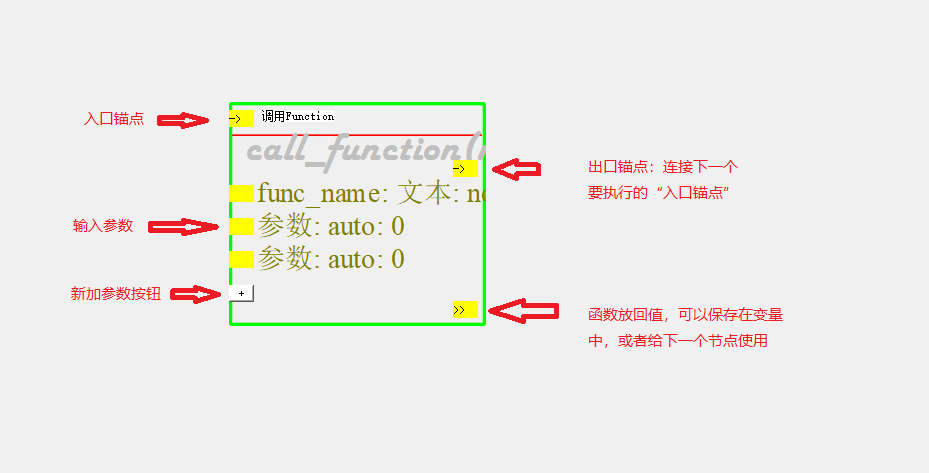 入口锚点
->
调用Function
call_function(
->
出口锚点：连接下一个
要执行的“入口锚点”
func_name: 文本: no
输入参数
参数: auto: 0
参数: auto: 0
新加参数按钮
+
>>
函数放回值，可以保存在变量
中，或者给下一个节点使用